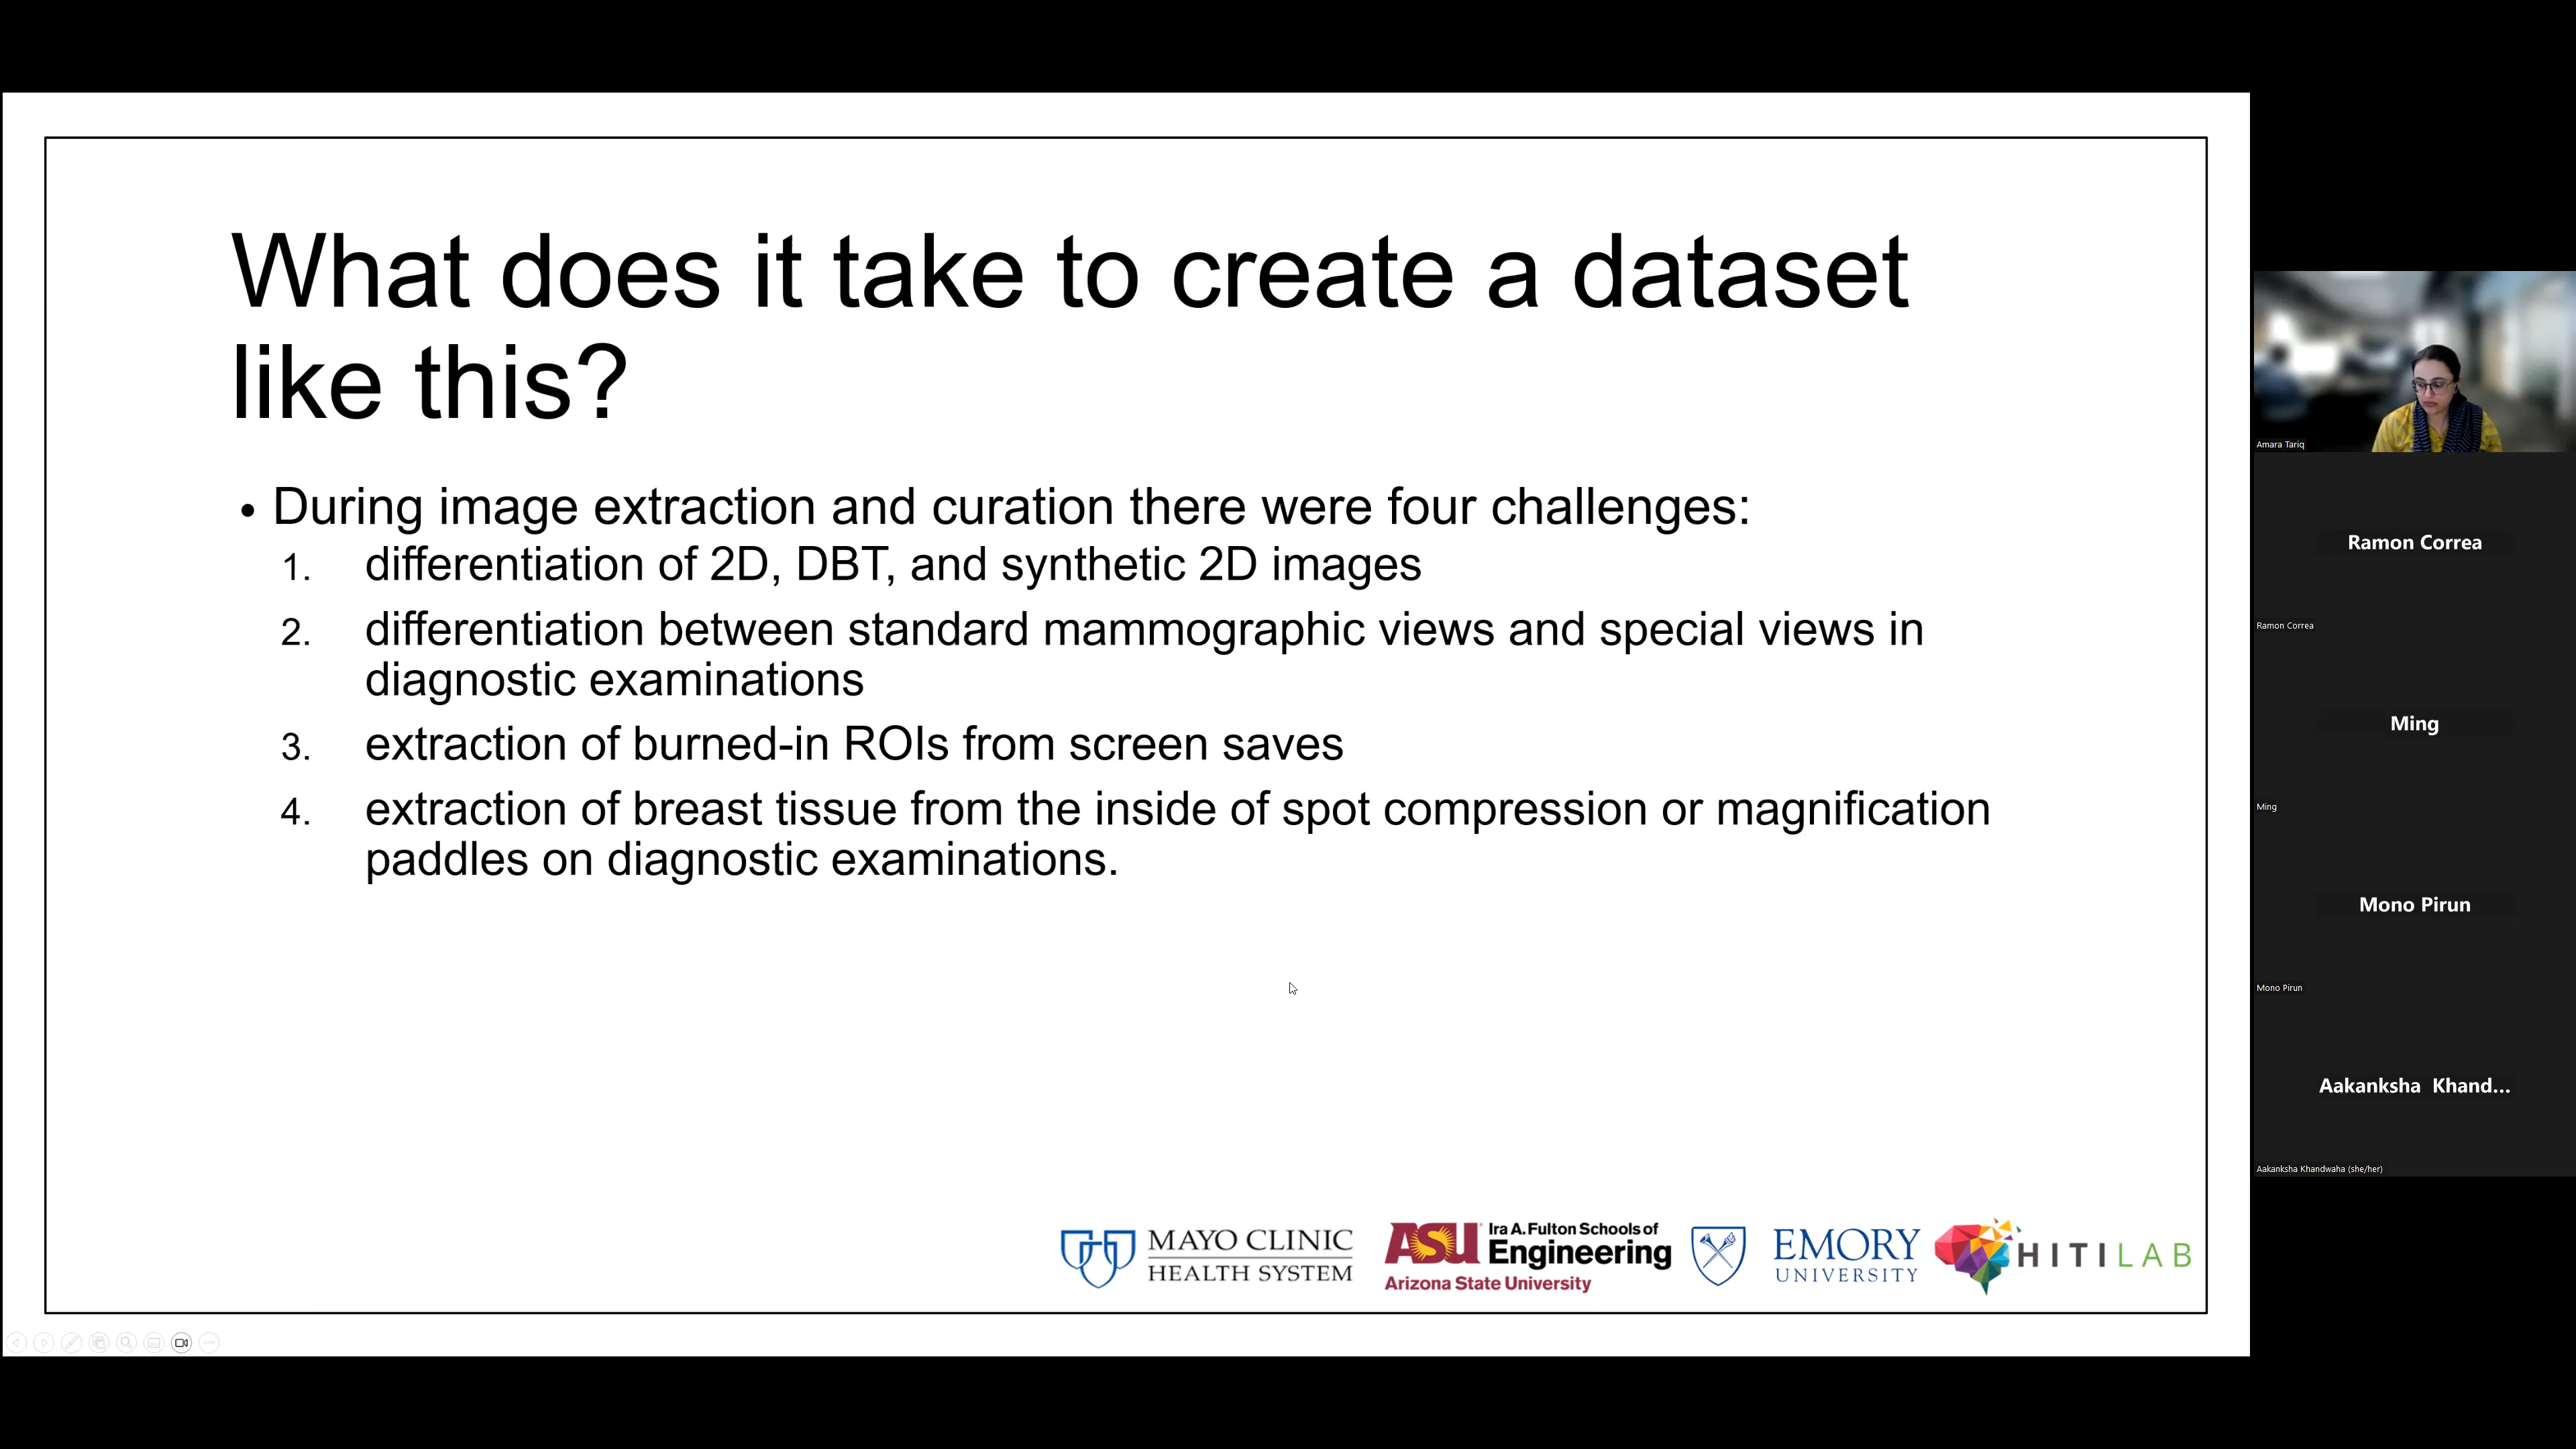 What does it take to create a dataset
like this?
• During image extraction and curation there were four challenges:
1. differentiation of 2D, DBT, and synthetic 2D images
2. differentiation between standard mammographic views and special views in
diagnostic examinations
3. extraction of burned-in ROIs from screen saves
4. extraction of breast tissue from the inside of spot compression or magnification
paddles on diagnostic examinations.
MAYO CLINIC
HEALTH SYSTEM
ASU
Ira A. Fulton Schools of
Engineering
Arizona State University
EMORY
UNIVERSITY
HITILAB
Amara Tariq
Ramon Correa
Ramon Correa
Ming
Ming
Mono Pirun
Mono Pirun
Aakanksha Khand...
Aakanksha Khandwaha (she/her)